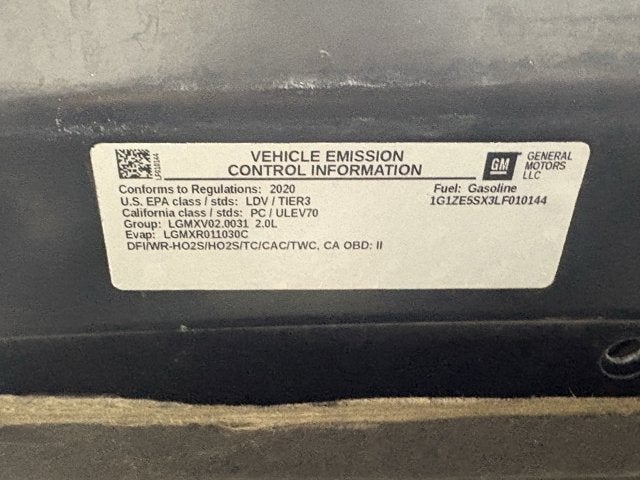 LF010144
VEHICLE EMISSION
CONTROL INFORMATION
GM
GENERAL
MOTORS
LLC
Conforms to Regulations: 2020
Fuel: Gasoline
U.S. EPA class / stds: LDV / TIER3
1G1ZE5SX3LF010144
California class / stds: PC / ULEV70
Group: LGMXV02.0031 2.0L
Evap: LGMXR011030C
DFI/WR-HO2S/HO2S/TC/CAC/TWC, CA OBD: II